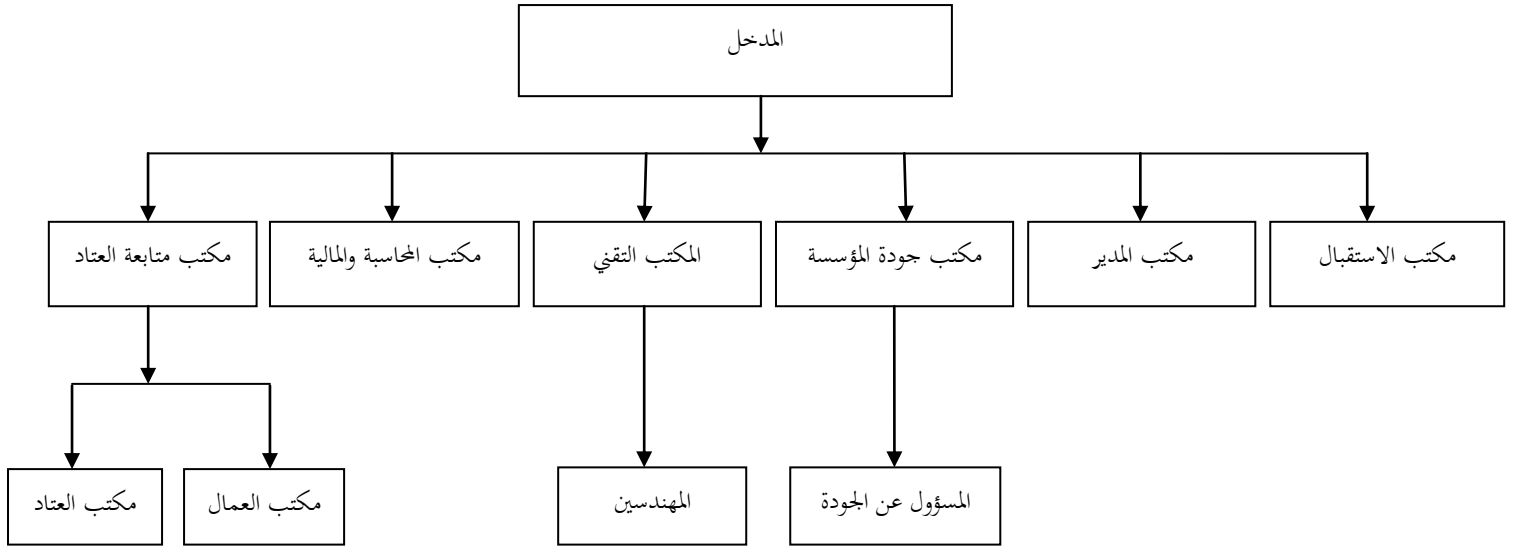 المدخل
مكتب الاستقبال
مكتب المدير
مكتب جودة المؤسسة
المكتب التقني
مكتب المحاسبة والمالية
مكتب متابعة العتاد
المسؤول عن الجودة
المهندسين
مكتب العمال
مكتب العتاد